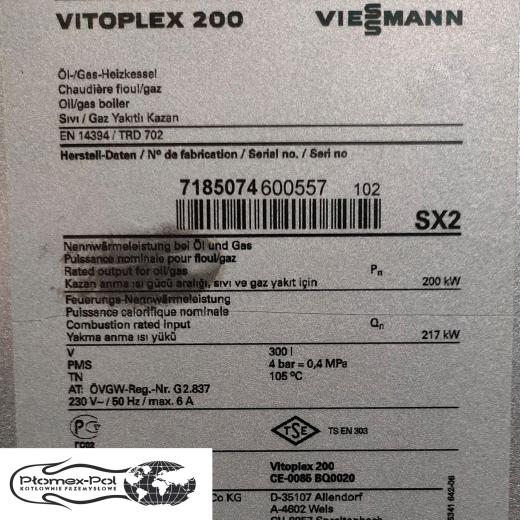 VITOPLEX 200 VIESMANN
Öl-/Gas-Heizkessel
Chaudière fioul/gaz
Oil/gas boiler
Sıvı / Gaz Yakıtlı Kazan
EN 14394 / TRD 702
Herstell-Daten / Nº de fabrication / Serial no. / Seri no
7185074 600557 102
SX2
Nennwärmeleistung bei Öl und Gas
Puissance nominale pour fioul/gaz
Rated output for oil/gas Pn
Kazan anma ısı gücü aralığı, sıvı ve gaz yakıt için 200 kW
Feuerungs-Nennwärmeleistung
Puissance calorifique nominale
Combustion rated input Qn
Yakma anma ısı yükü 217 kW
V 300 l
PMS 4 bar = 0,4 MPa
TN 105 ºC
AT: ÖVGW-Reg.-Nr. G 2.837
230 V~ / 50 Hz / max. 6 A
TSE TS EN 303
Vitoplex 200
CE-0085 BQ0020
Co KG D-35107 Allendorf
A-4602 Wels
Ptomex-Pol
KOTŁOWNIE PRZEMYSŁOWE